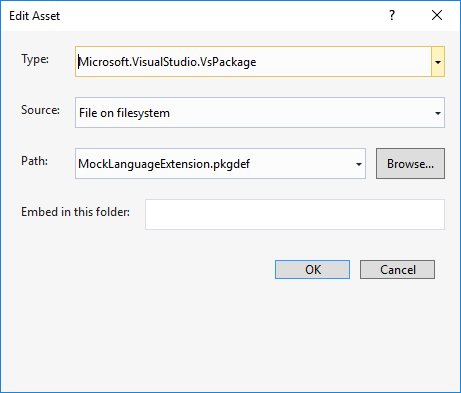 Edit Asset
?
Type: Microsoft.VisualStudio.VsPackage
Source: File on filesystem
Path: MockLanguageExtension.pkgdef Browse...
Embed in this folder:
OK Cancel